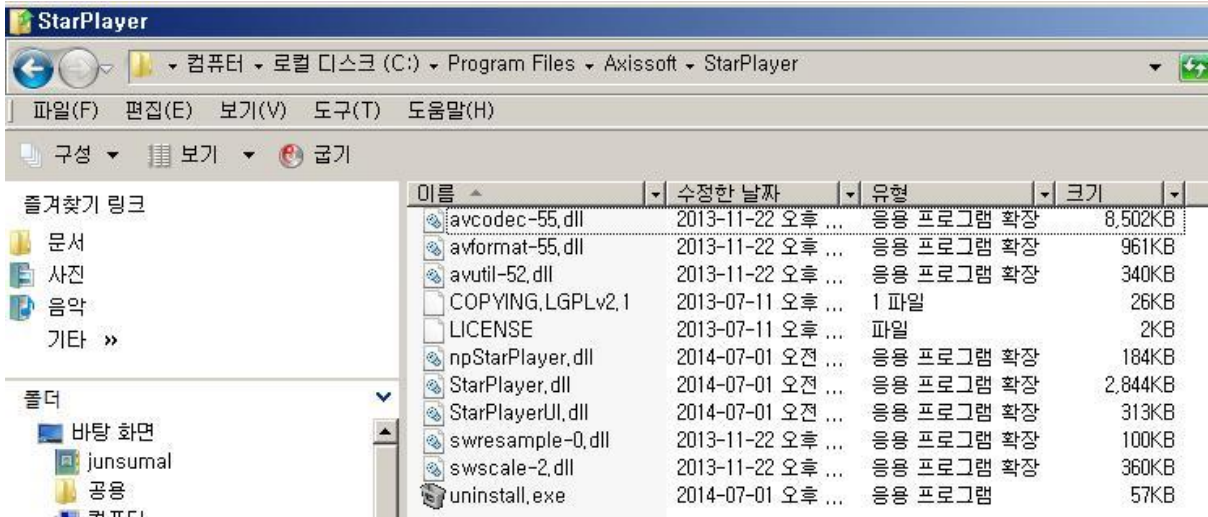 StarPlayer
컴퓨터 로컬 디스크 (C:) Program Files Axissoft StarPlayer
파일(F) 편집(E) 보기(V) 도구(T) 도움말(H)
구성 보기 굽기
즐겨찾기 링크
문서
사진
음악
기타 »
폴더
바탕 화면
junsumal
공용
컴퓨터
이름 수정한 날짜 유형 크기
avcodec-55.dll 2013-11-22 오후 ... 응용 프로그램 확장 8,502KB
avformat-55.dll 2013-11-22 오후 ... 응용 프로그램 확장 961KB
avutil-52.dll 2013-11-22 오후 ... 응용 프로그램 확장 340KB
COPYING.LGPLv2.1 2013-07-11 오후 ... 1 파일 26KB
LICENSE 2013-07-11 오후 ... 파일 2KB
npStarPlayer.dll 2014-07-01 오전 ... 응용 프로그램 확장 184KB
StarPlayer.dll 2014-07-01 오전 ... 응용 프로그램 확장 2,844KB
StarPlayerUI.dll 2014-07-01 오전 ... 응용 프로그램 확장 313KB
swresample-0.dll 2013-11-22 오후 ... 응용 프로그램 확장 100KB
swscale-2.dll 2013-11-22 오후 ... 응용 프로그램 확장 360KB
uninstall.exe 2014-07-01 오후 ... 응용 프로그램 57KB